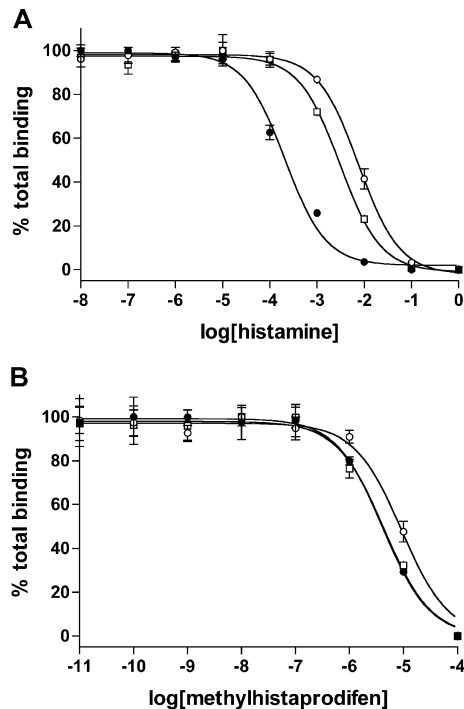 A
% total binding
100
80
60
40
20
0
-8 -7 -6 -5 -4 -3 -2 -1 0
log[histamine]
B
% total binding
100
80
60
40
20
0
-11 -10 -9 -8 -7 -6 -5 -4
log[methylhistaprodifen]